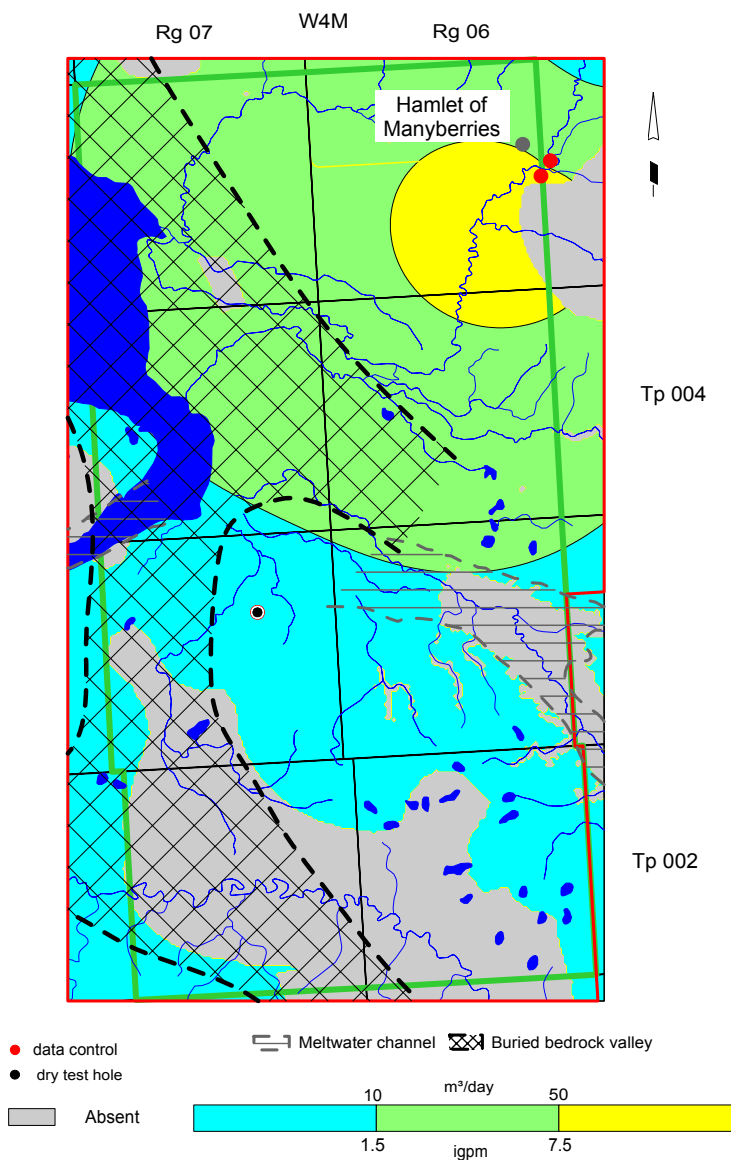 W4M
Rg 07
Rg 06
Hamlet of
Manyberries
Tp 004
Tp 002
data control
Meltwater channel
Buried bedrock valley
dry test hole
Absent
10
m³/day
50
1.5
igpm
7.5